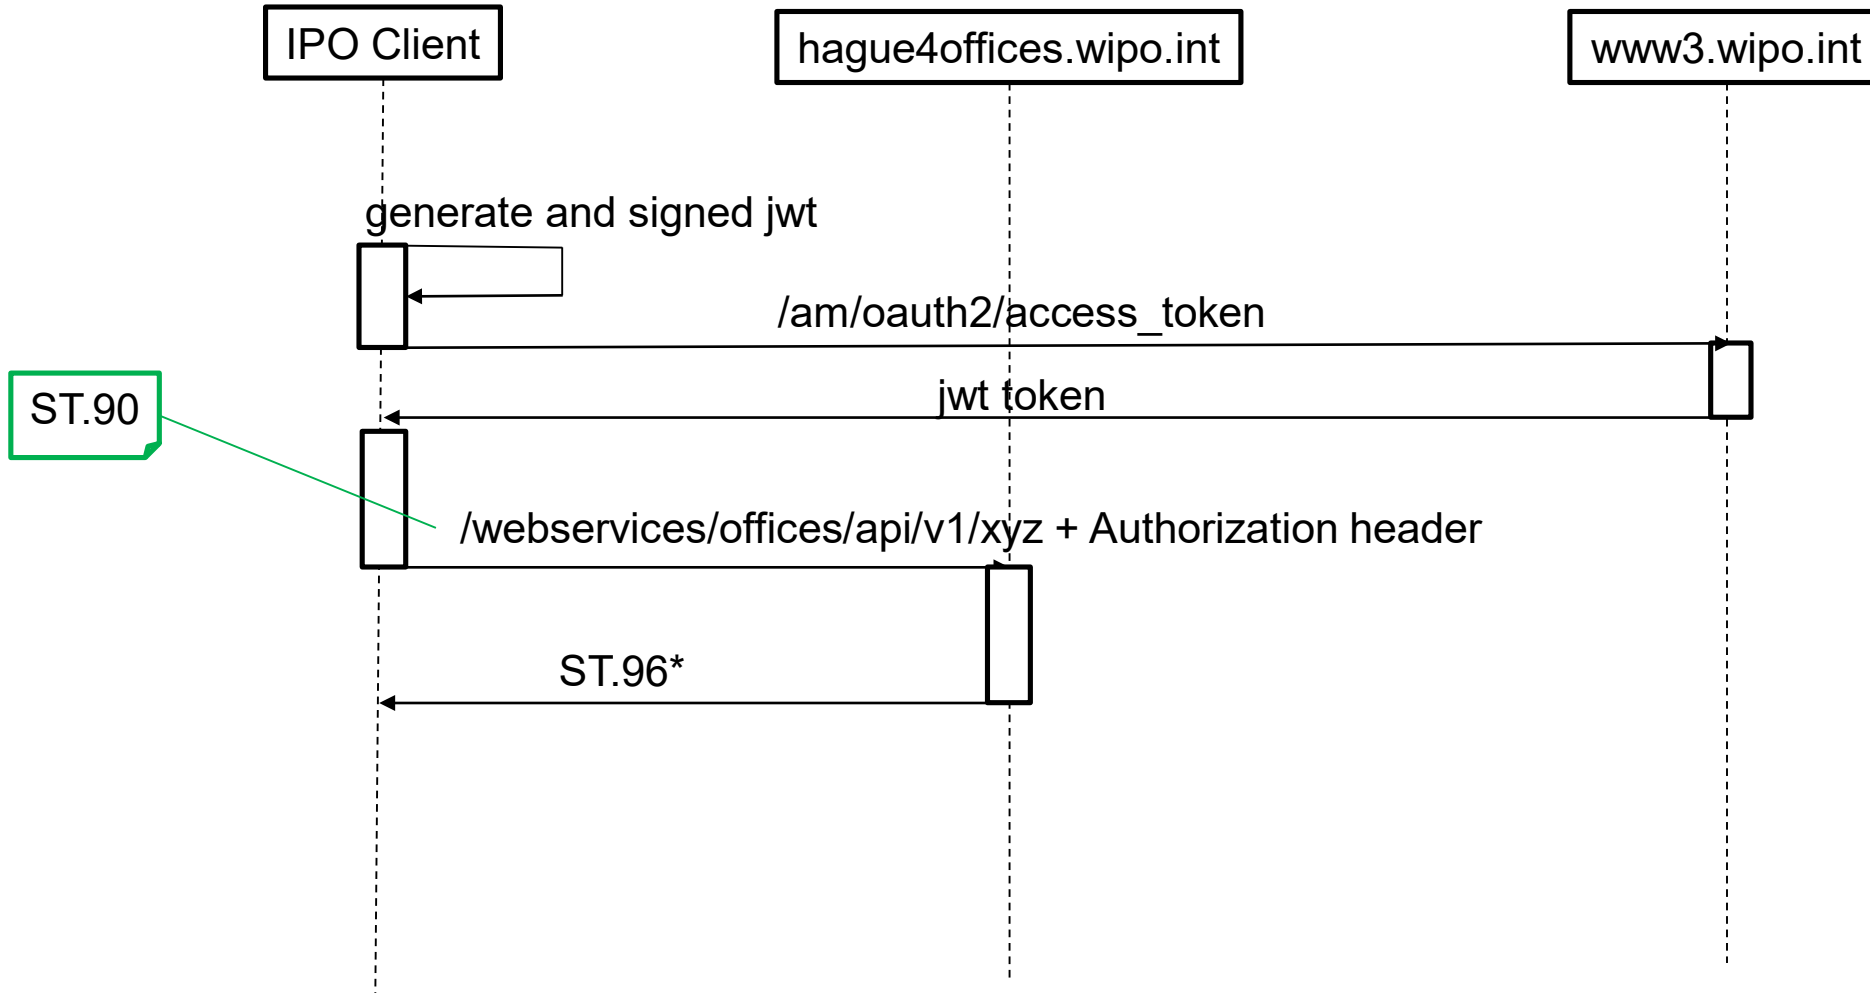 IPO Client
hague4offices.wipo.int
www3.wipo.int
generate and signed jwt
/am/oauth2/access_token
jwt token
ST.90
/webservices/offices/api/v1/xyz + Authorization header
ST.96*